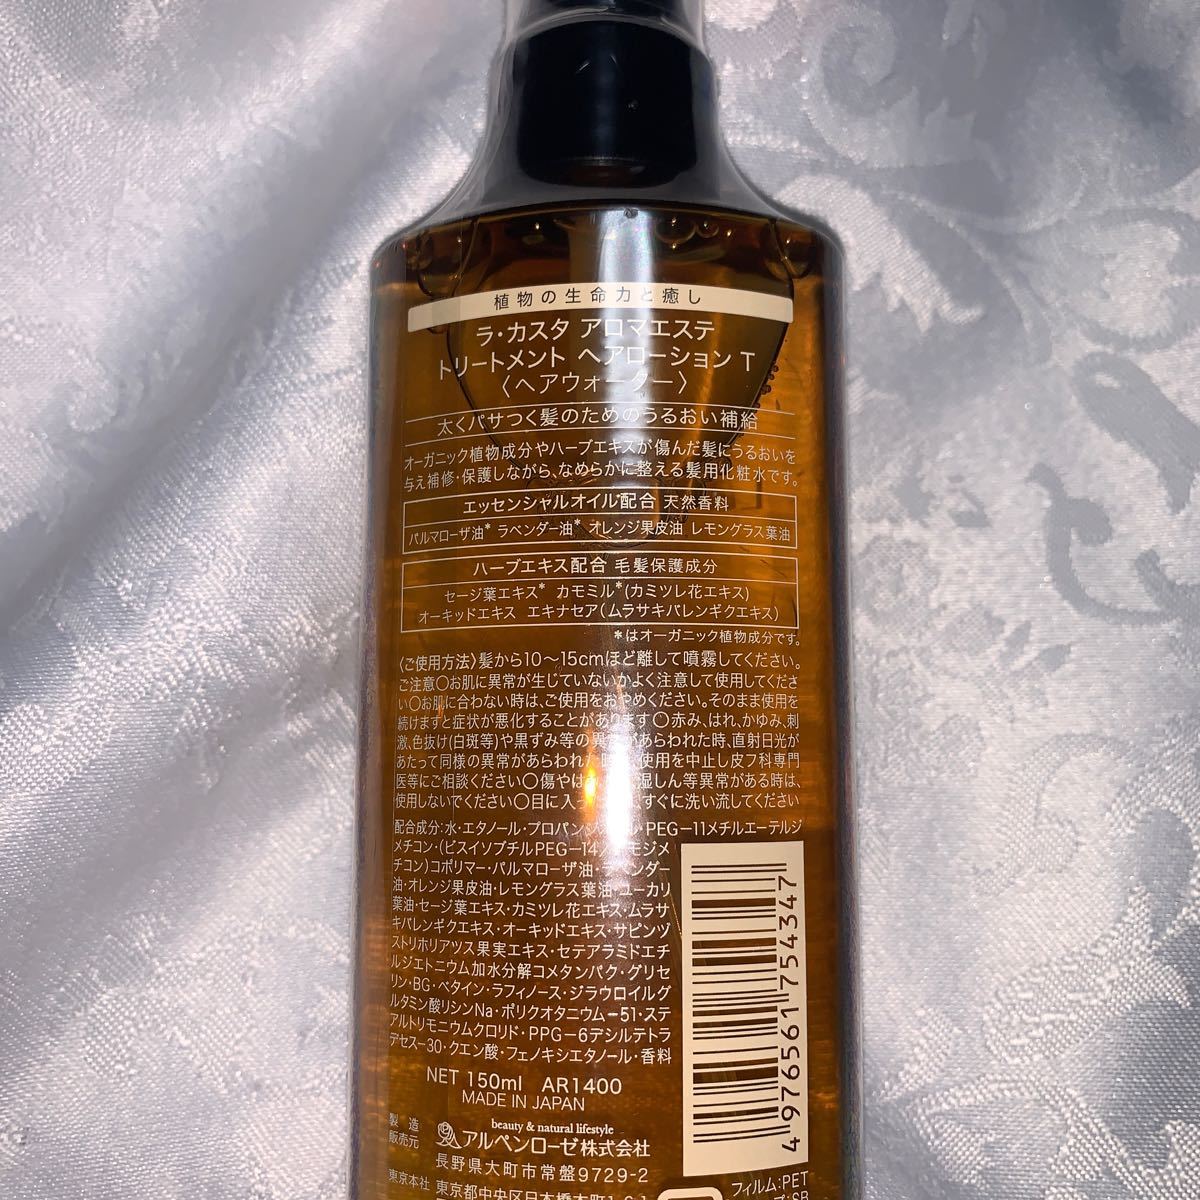 植物の生命力と癒し
ラ・カスタ アロマエステ
トリートメント ヘアローション T
〈ヘアウォーター〉
太くパサつく髪のためのうるおい補給
オーガニック植物成分やハーブエキスが傷んだ髪にうるおいを
与え補修・保護しながら、なめらかに整える髪用化粧水です。
エッセンシャルオイル配合 天然香料
パルマローザ油* ラベンダー油* オレンジ果皮油 レモングラス葉油
ハーブエキス配合 毛髪保護成分
セージ葉エキス* カモミル*(カミツレ花エキス)
オーキッドエキス エキナセア(ムラサキバレンギクエキス)
*はオーガニック植物成分です。
〈ご使用方法〉髪から10〜15cmほど離して噴霧してください。
ご注意〇お肌に異常が生じていないかよく注意して使用してくださ
い〇お肌に合わない時は、ご使用をおやめください。そのまま使用を
続けますと症状が悪化することがあります〇赤み、はれ、かゆみ、刺
激、色抜け(白斑等)や黒ずみ等の異常があらわれた時、直射日光が
あたって同様の異常があらわれた時 使用を中止し皮フ科専門
医等にご相談ください〇傷やは 湿しん等異常がある時は、
使用しないでください〇目に入っ すぐに洗い流してください
配合成分:水・エタノール・プロパンジ ル・PEG-11メチルエーテルジ
メチコン・(ビスイソブチルPEG-14 モジメ
チコン)コポリマー・パルマローザ油・ラベンダー
油・オレンジ果皮油・レモングラス葉油・ユーカリ
葉油・セージ葉エキス・カミツレ花エキス・ムラサ
キバレンギクエキス・オーキッドエキス・サピンヅ
ストリホリアツス果実エキス・セテアラミドエチ
ルジエトニウム加水分解コメタンパク・グリセ
リン・BG・ベタイン・ラフィノース・ジラウロイルグ
ルタミン酸リシンNa・ポリクオタニウム-51・ステ
アルトリモニウムクロリド・PPG-6デシルテトラ
デセス-30・クエン酸・フェノキシエタノール・香料
NET 150ml AR1400
MADE IN JAPAN
beauty & natural lifestyle
製造
販売元
アルペンローゼ株式会社
長野県大町市常盤9729-2
東京本社 東京都中央区日本橋本町
4976561754347
フィルム:PET